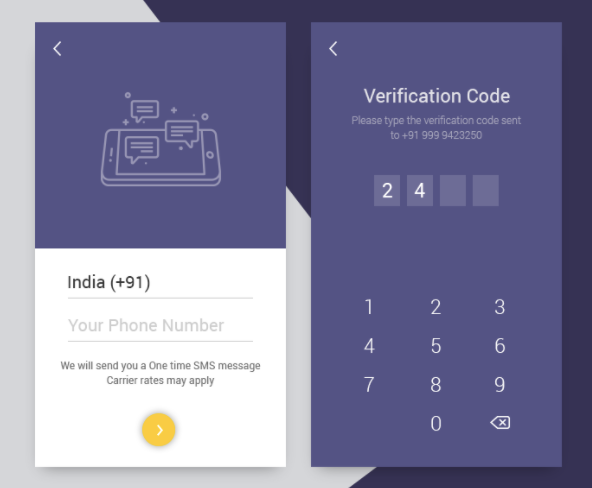 India (+91)
Your Phone Number
We will send you a One time SMS message
Carrier rates may apply
Verification Code
Please type the verification code sent
to +91 999 9423250
2 4
1 2 3
4 5 6
7 8 9
0